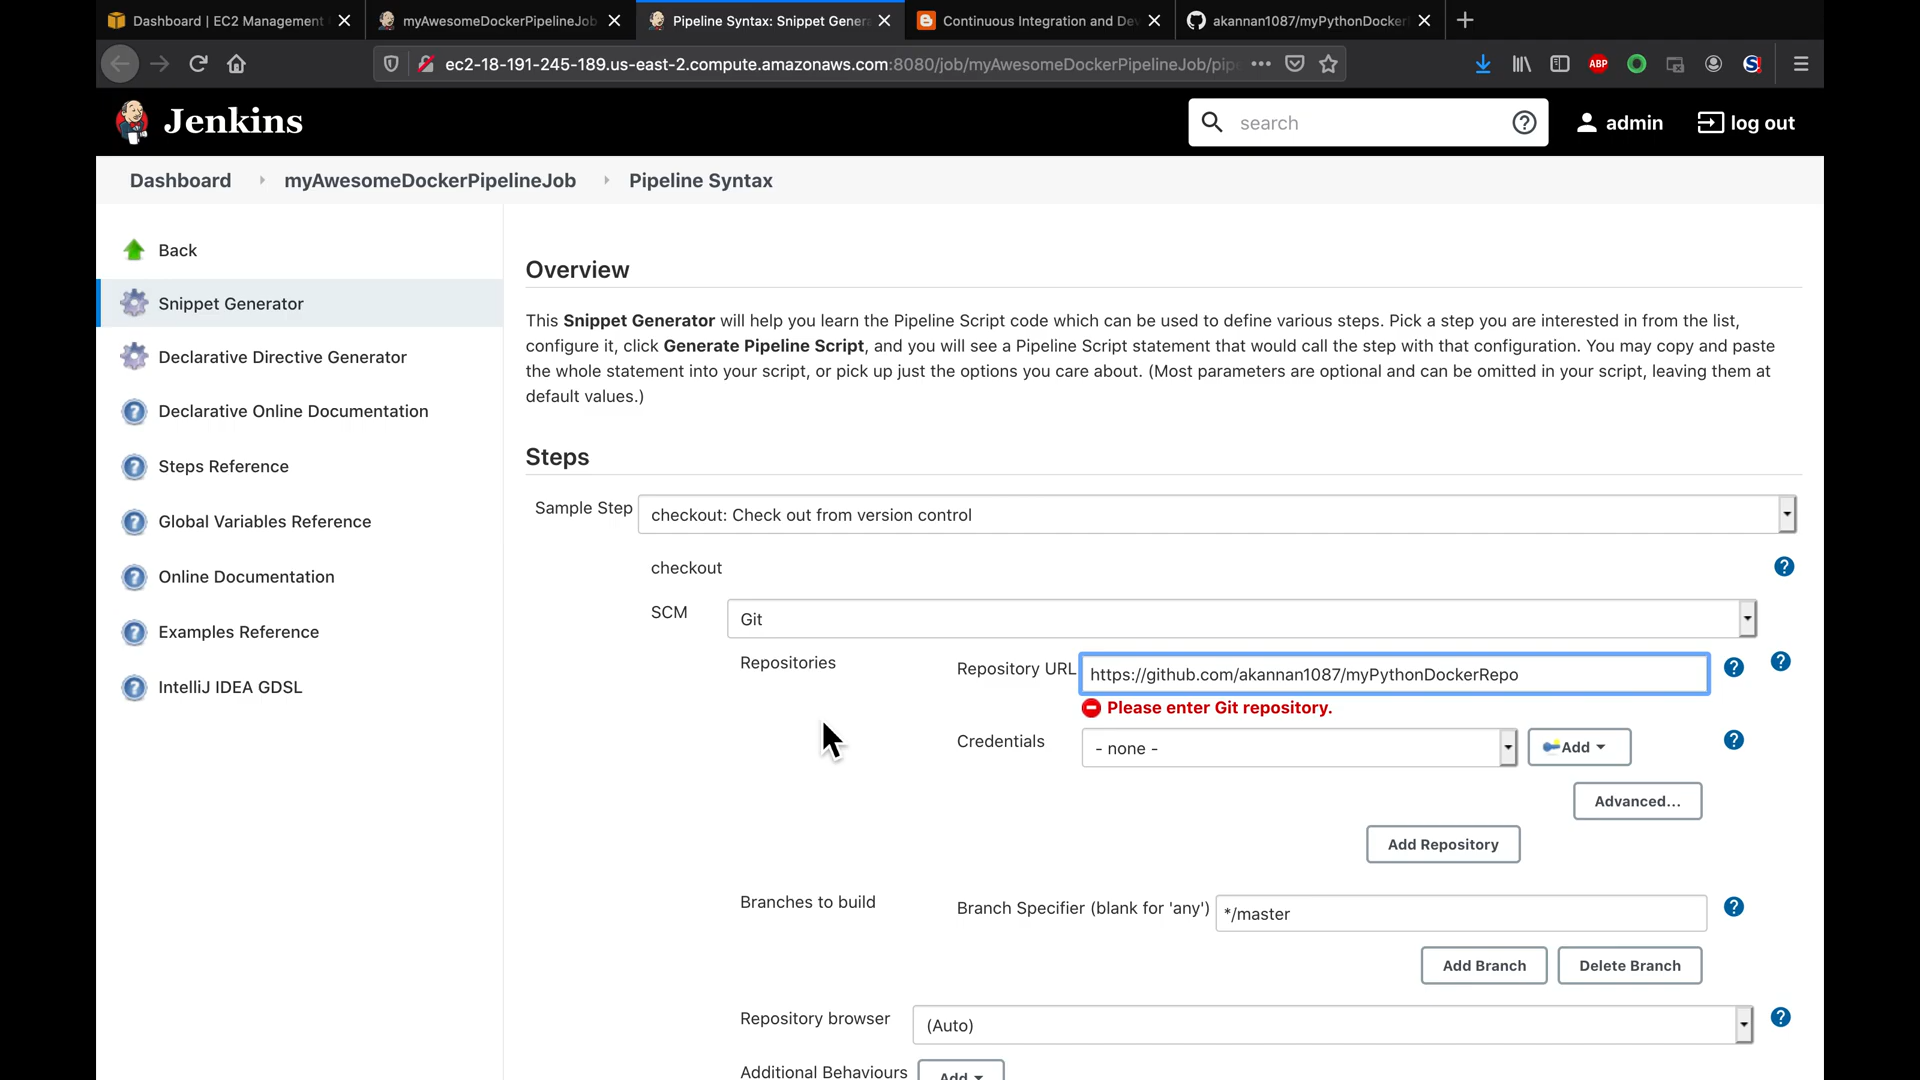 Dashboard | EC2 Management
myAwesomeDockerPipelineJob
Pipeline Syntax: Snippet Genera
Continuous Integration and Dev
akannan1087/myPythonDockerR
ec2-18-191-245-189.us-east-2.compute.amazonaws.com:8080/job/myAwesomeDockerPipelineJob/pipe
ABP
Jenkins
search
admin
log out
Dashboard
myAwesomeDockerPipelineJob
Pipeline Syntax
Back
Snippet Generator
Declarative Directive Generator
Declarative Online Documentation
Steps Reference
Global Variables Reference
Online Documentation
Examples Reference
IntelliJ IDEA GDSL
Overview
This Snippet Generator will help you learn the Pipeline Script code which can be used to define various steps. Pick a step you are interested in from the list,
configure it, click Generate Pipeline Script, and you will see a Pipeline Script statement that would call the step with that configuration. You may copy and paste
the whole statement into your script, or pick up just the options you care about. (Most parameters are optional and can be omitted in your script, leaving them at
default values.)
Steps
Sample Step
checkout: Check out from version control
checkout
SCM
Git
Repositories
Repository URL
https://github.com/akannan1087/myPythonDockerRepo
Please enter Git repository.
Credentials
- none -
Add
Advanced...
Add Repository
Branches to build
Branch Specifier (blank for 'any')
*/master
Add Branch
Delete Branch
Repository browser
(Auto)
Additional Behaviours
Add